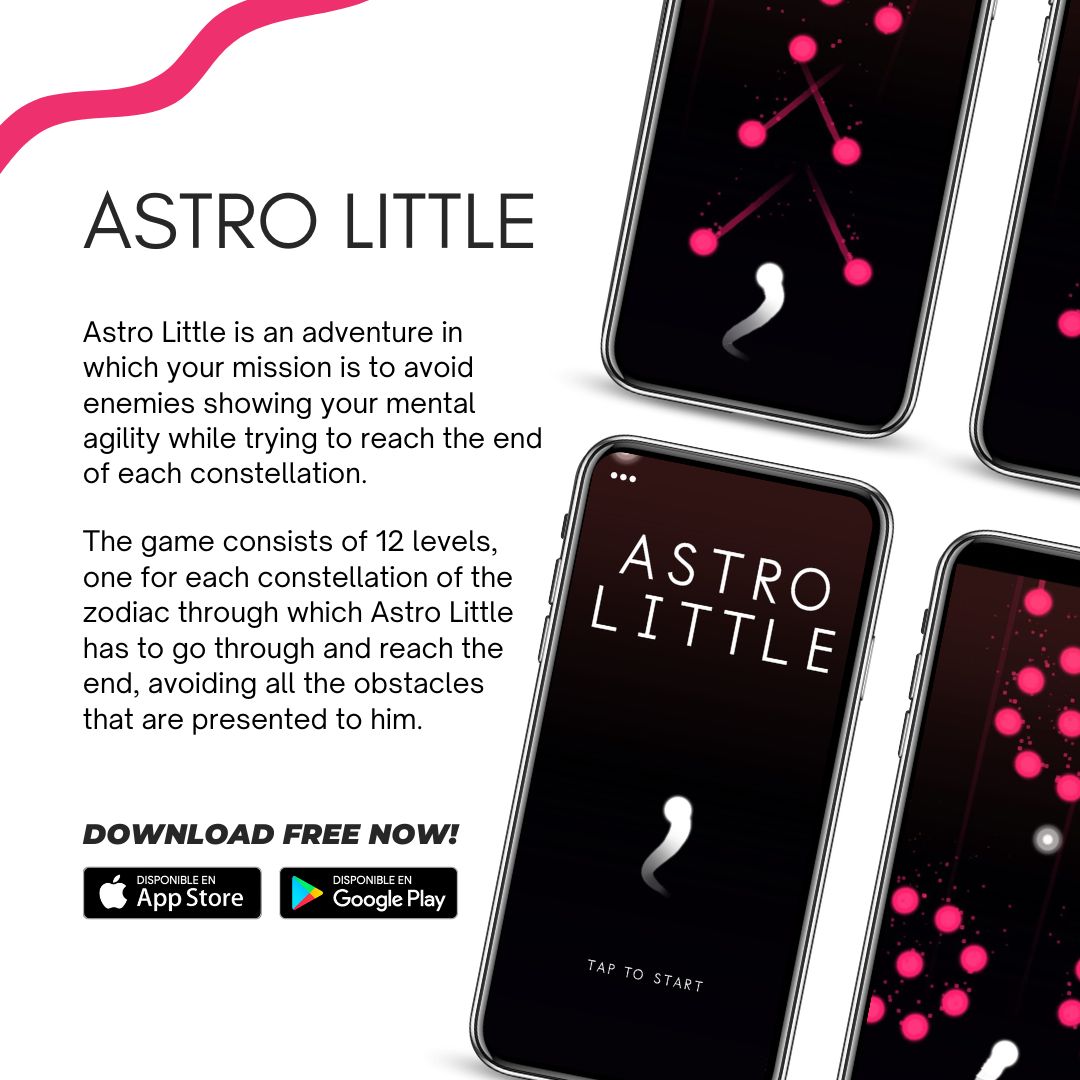 ASTRO LITTLE
Astro Little is an adventure in
which your mission is to avoid
enemies showing your mental
agility while trying to reach the end
of each constellation.
The game consists of 12 levels,
one for each constellation of the
zodiac through which Astro Little
has to go through and reach the
end, avoiding all the obstacles
that are presented to him.
DOWNLOAD FREE NOW!
DISPONIBLE EN
App Store
DISPONIBLE EN
Google Play
ASTRO
LITTLE
TAP TO START